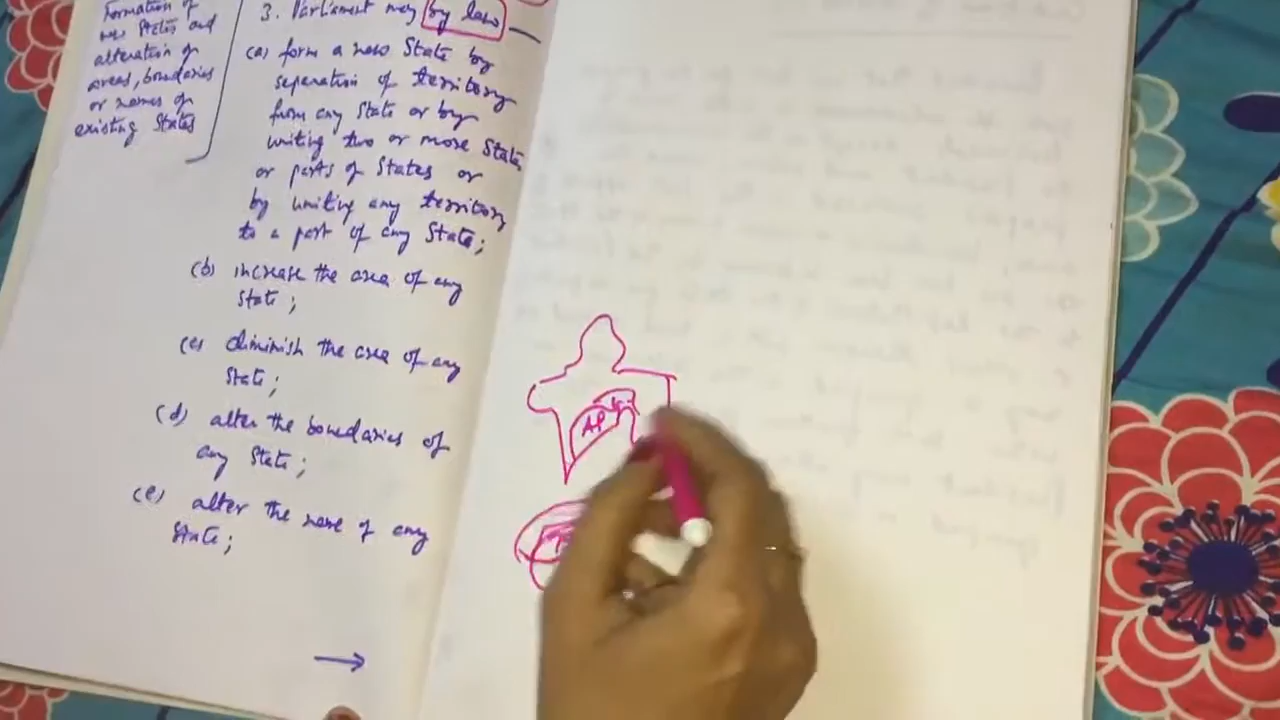 Formation of
new States and
alteration of
areas, boundaries
or names of
existing States
3. Parliament may by law —
(a) form a new State by
separation of territory
from any State or by
uniting two or more States
or parts of States or
by uniting any territory
to a part of any State;
(b) increase the area of any
State;
(c) diminish the area of any
State;
(d) alter the boundaries of
any State;
(e) alter the name of any
State;
AP